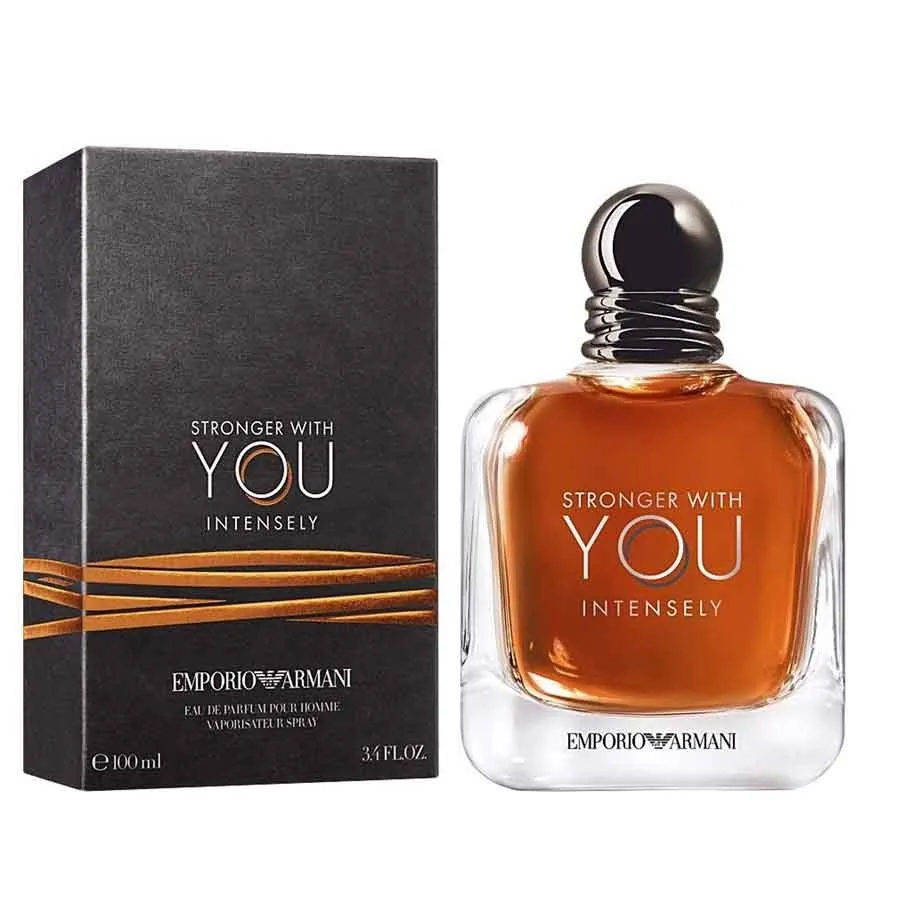 STRONGER WITH
YOU
INTENSELY
EMPORIO ARMANI
EAU DE PARFUM POUR HOMME
VAPORISATEUR SPRAY
℮100 ml
3.4 FL.OZ.
STRONGER WITH
YOU
INTENSELY
EMPORIO ARMANI